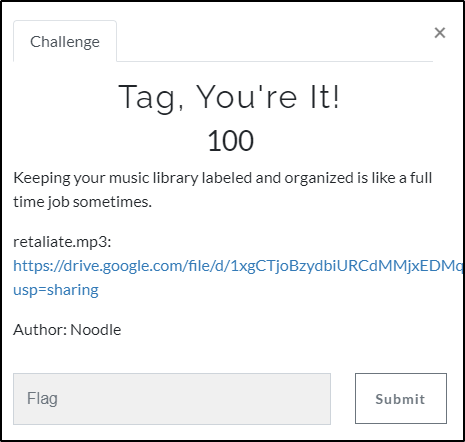 Challenge
×
Tag, You're It!
100
Keeping your music library labeled and organized is like a full
time job sometimes.
retaliate.mp3:
https://drive.google.com/file/d/1xgCTjoBzydbiURCdMMjxEDMq
usp=sharing
Author: Noodle
Flag
Submit